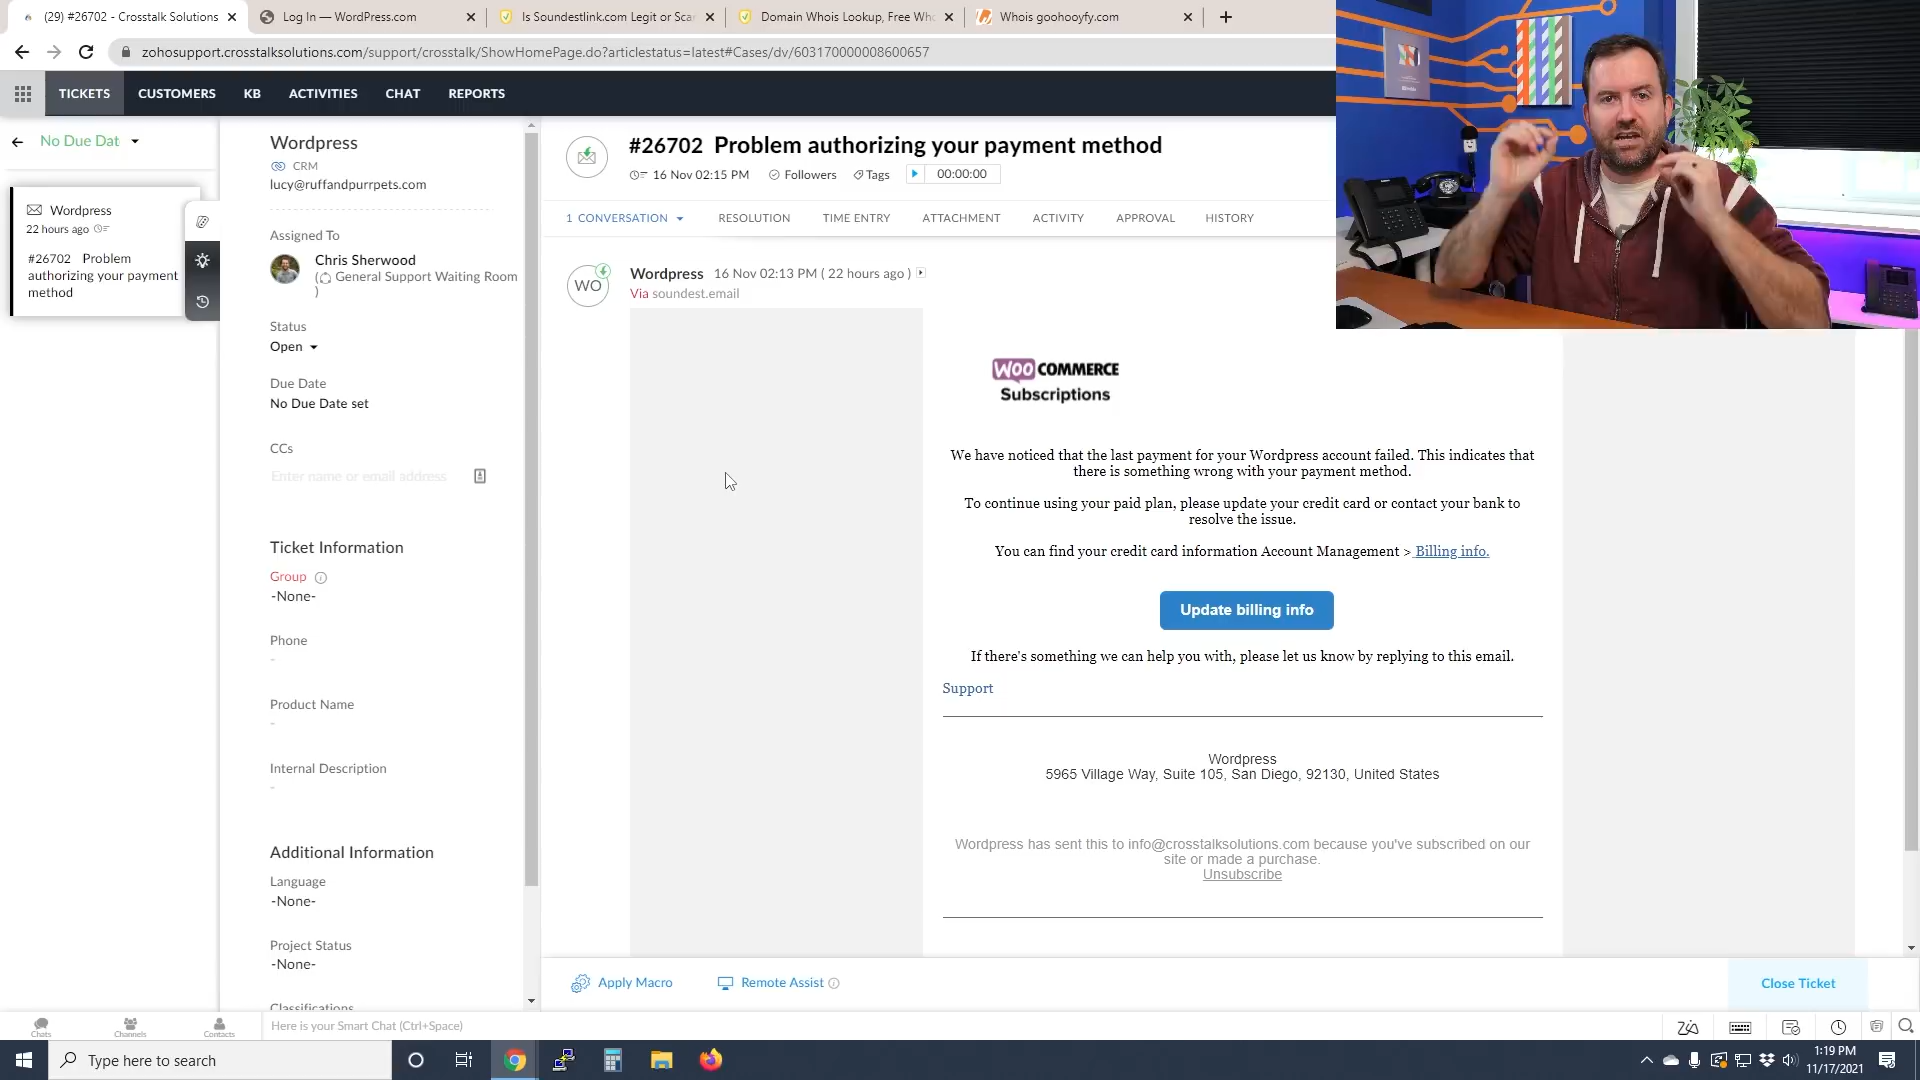 (29) #26702 - Crosstalk Solutions
Log In — WordPress.com
Is Soundestlink.com Legit or Scar
Domain Whois Lookup, Free Who
Whois goohooyfy.com
zohosupport.crosstalksolutions.com/support/crosstalk/ShowHomePage.do?articlestatus=latest#Cases/dv/603170000008600657
TICKETS
CUSTOMERS
KB
ACTIVITIES
CHAT
REPORTS
No Due Dat
Wordpress
22 hours ago
#26702 Problem
authorizing your payment
method
Wordpress
CRM
lucy@ruffandpurrpets.com
Assigned To
Chris Sherwood
( General Support Waiting Room
)
Status
Open
Due Date
No Due Date set
CCs
Enter name or email address
Ticket Information
Group
-None-
Phone
-
Product Name
-
Internal Description
-
Additional Information
Language
-None-
Project Status
-None-
Classifications
#26702 Problem authorizing your payment method
16 Nov 02:15 PM
Followers
Tags
00:00:00
1 CONVERSATION
RESOLUTION
TIME ENTRY
ATTACHMENT
ACTIVITY
APPROVAL
HISTORY
WO
Wordpress 16 Nov 02:13 PM ( 22 hours ago )
Via soundest.email
WOO COMMERCE
Subscriptions
We have noticed that the last payment for your Wordpress account failed. This indicates that
there is something wrong with your payment method.
To continue using your paid plan, please update your credit card or contact your bank to
resolve the issue.
You can find your credit card information Account Management > Billing info.
Update billing info
If there's something we can help you with, please let us know by replying to this email.
Support
Wordpress
5965 Village Way, Suite 105, San Diego, 92130, United States
Wordpress has sent this to info@crosstalksolutions.com because you've subscribed on our
site or made a purchase.
Unsubscribe
Apply Macro
Remote Assist
Close Ticket
Chats
Channels
Contacts
Here is your Smart Chat (Ctrl+Space)
Type here to search
1:19 PM
11/17/2021